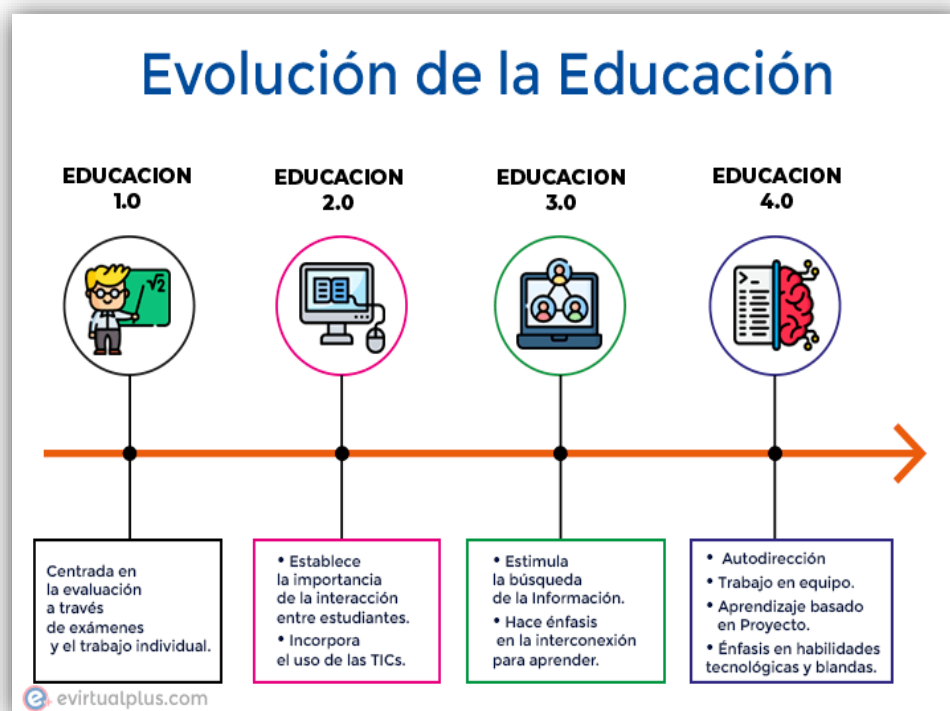 Evolución de la Educación
EDUCACION
1.0
EDUCACION
2.0
EDUCACION
3.0
EDUCACION
4.0
√2
>_
Centrada en
la evaluación
a través
de exámenes
y el trabajo individual.
• Establece
la importancia
de la interacción
entre estudiantes.
• Incorpora
el uso de las TICs.
• Estimula
la búsqueda
de la Información.
• Hace énfasis
en la interconexión
para aprender.
• Autodirección
• Trabajo en equipo.
• Aprendizaje basado
en Proyecto.
• Énfasis en habilidades
tecnológicas y blandas.
e evirtualplus.com